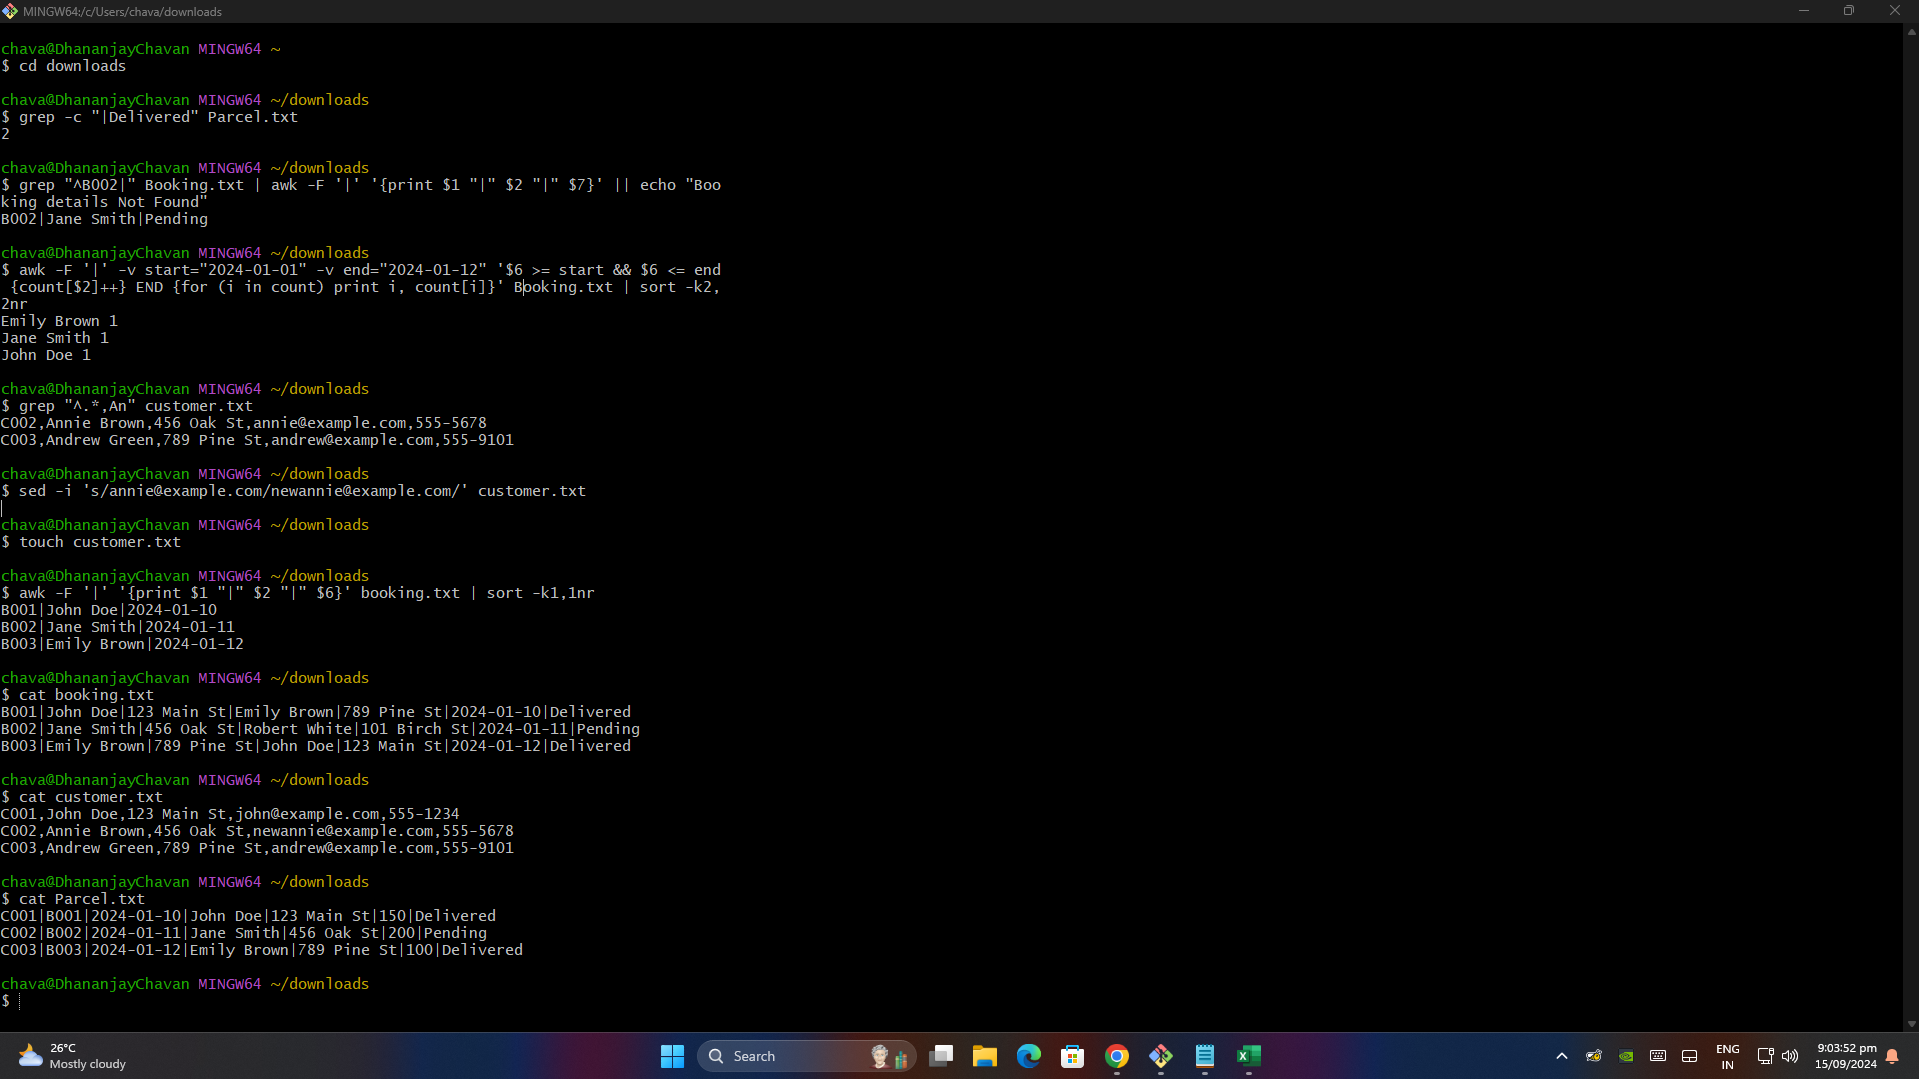 MINGW64:/c/Users/chava/downloads
chava@DhananjayChavan MINGW64 ~
$ cd downloads
chava@DhananjayChavan MINGW64 ~/downloads
$ grep -c "|Delivered" Parcel.txt
2
chava@DhananjayChavan MINGW64 ~/downloads
$ grep "^B002|" Booking.txt | awk -F '|' '{print $1 "|" $2 "|" $7}' || echo "Boo
king details Not Found"
B002|Jane Smith|Pending
chava@DhananjayChavan MINGW64 ~/downloads
$ awk -F '|' -v start="2024-01-01" -v end="2024-01-12" '$6 >= start && $6 <= end
{count[$2]++} END {for (i in count) print i, count[i]}' Booking.txt | sort -k2,
2nr
Emily Brown 1
Jane Smith 1
John Doe 1
chava@DhananjayChavan MINGW64 ~/downloads
$ grep "^.*,An" customer.txt
C002,Annie Brown,456 Oak St,annie@example.com,555-5678
C003,Andrew Green,789 Pine St,andrew@example.com,555-9101
chava@DhananjayChavan MINGW64 ~/downloads
$ sed -i 's/annie@example.com/newannie@example.com/' customer.txt
chava@DhananjayChavan MINGW64 ~/downloads
$ touch customer.txt
chava@DhananjayChavan MINGW64 ~/downloads
$ awk -F '|' '{print $1 "|" $2 "|" $6}' booking.txt | sort -k1,1nr
B001|John Doe|2024-01-10
B002|Jane Smith|2024-01-11
B003|Emily Brown|2024-01-12
chava@DhananjayChavan MINGW64 ~/downloads
$ cat booking.txt
B001|John Doe|123 Main St|Emily Brown|789 Pine St|2024-01-10|Delivered
B002|Jane Smith|456 Oak St|Robert White|101 Birch St|2024-01-11|Pending
B003|Emily Brown|789 Pine St|John Doe|123 Main St|2024-01-12|Delivered
chava@DhananjayChavan MINGW64 ~/downloads
$ cat customer.txt
C001,John Doe,123 Main St,john@example.com,555-1234
C002,Annie Brown,456 Oak St,newannie@example.com,555-5678
C003,Andrew Green,789 Pine St,andrew@example.com,555-9101
chava@DhananjayChavan MINGW64 ~/downloads
$ cat Parcel.txt
C001|B001|2024-01-10|John Doe|123 Main St|150|Delivered
C002|B002|2024-01-11|Jane Smith|456 Oak St|200|Pending
C003|B003|2024-01-12|Emily Brown|789 Pine St|100|Delivered
chava@DhananjayChavan MINGW64 ~/downloads
$
26°C
Mostly cloudy
Search
ENG
IN
9:03:52 pm
15/09/2024